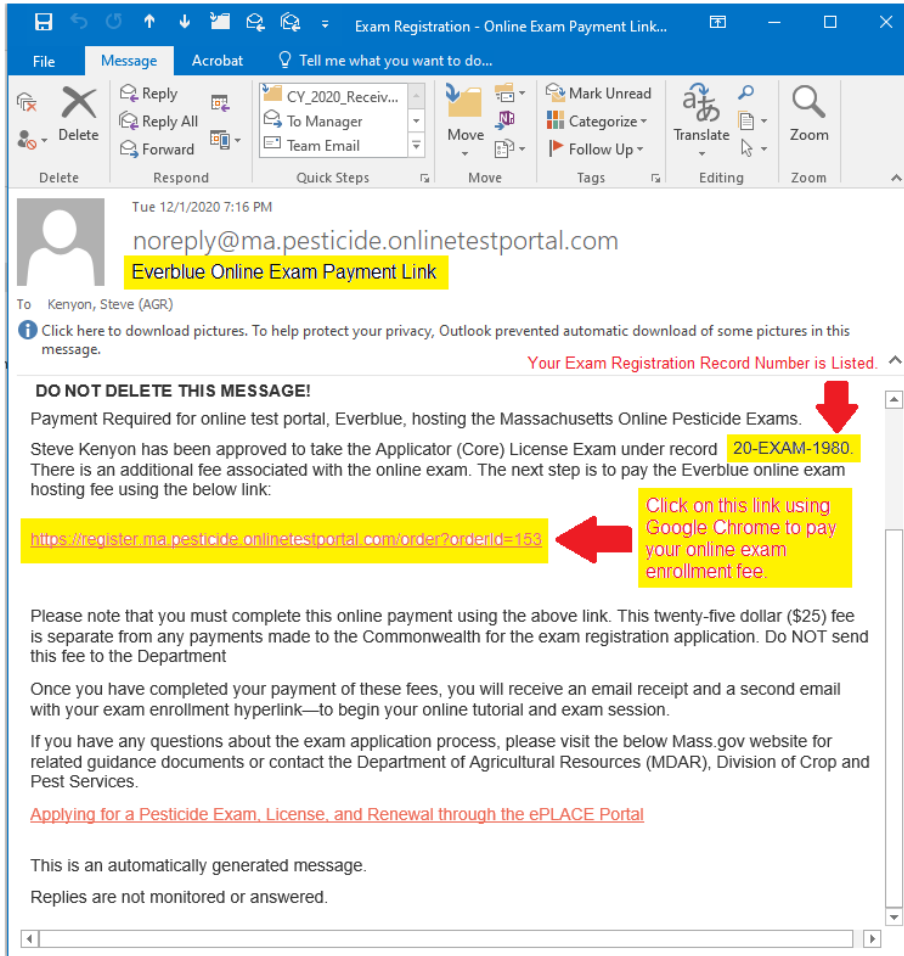 Exam Registration - Online Exam Payment Link...
File Message Acrobat Tell me what you want to do...
Delete
Reply
Reply All
Forward
CY_2020_Receiv...
To Manager
Team Email
Move
Mark Unread
Categorize
Follow Up
Translate
Zoom
Delete Respond Quick Steps Move Tags Editing Zoom
Tue 12/1/2020 7:16 PM
noreply@ma.pesticide.onlinetestportal.com
Everblue Online Exam Payment Link
To Kenyon, Steve (AGR)
Click here to download pictures. To help protect your privacy, Outlook prevented automatic download of some pictures in this
message.
Your Exam Registration Record Number is Listed.
DO NOT DELETE THIS MESSAGE!
Payment Required for online test portal, Everblue, hosting the Massachusetts Online Pesticide Exams.
Steve Kenyon has been approved to take the Applicator (Core) License Exam under record 20-EXAM-1980.
There is an additional fee associated with the online exam. The next step is to pay the Everblue online exam
hosting fee using the below link:
https://register.ma.pesticide.onlinetestportal.com/order?orderId=153
Click on this link using
Google Chrome to pay
your online exam
enrollment fee.
Please note that you must complete this online payment using the above link. This twenty-five dollar ($25) fee
is separate from any payments made to the Commonwealth for the exam registration application. Do NOT send
this fee to the Department
Once you have completed your payment of these fees, you will receive an email receipt and a second email
with your exam enrollment hyperlink—to begin your online tutorial and exam session.
If you have any questions about the exam application process, please visit the below Mass.gov website for
related guidance documents or contact the Department of Agricultural Resources (MDAR), Division of Crop and
Pest Services.
Applying for a Pesticide Exam, License, and Renewal through the ePLACE Portal
This is an automatically generated message.
Replies are not monitored or answered.